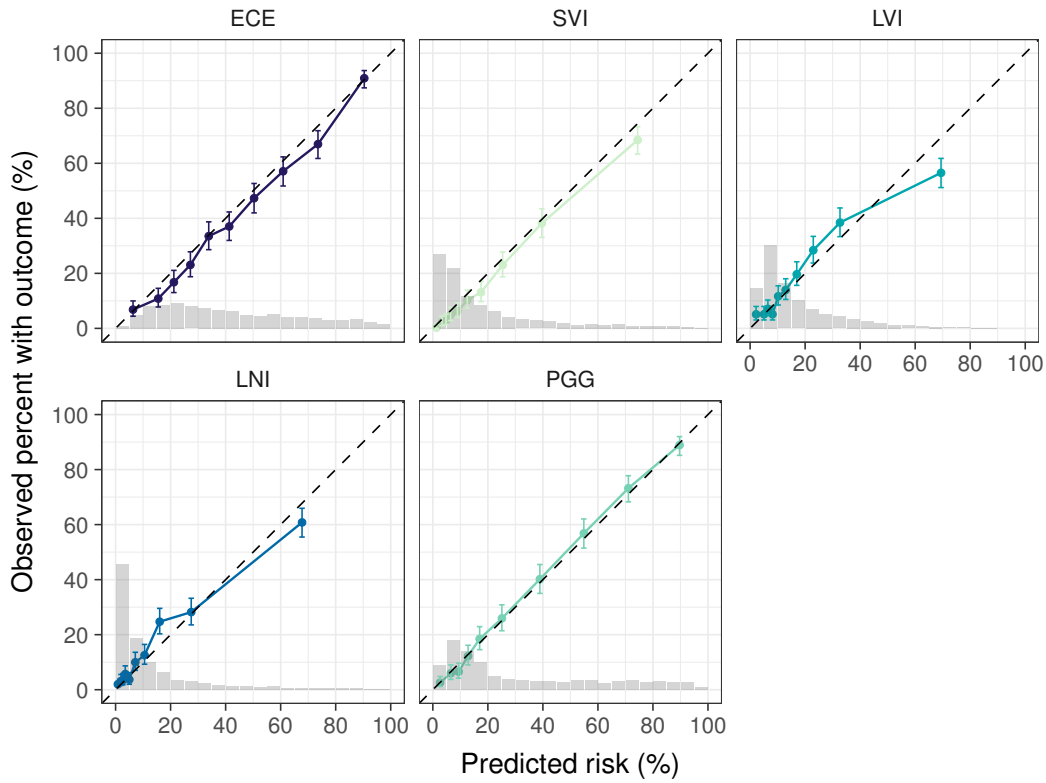 ECE SVI LVI
100
80
60
40
20
0
0 20 40 60 80 100
LNI PGG
100
80
60
40
20
0
0 20 40 60 80 100 0 20 40 60 80 100
Observed percent with outcome (%)
Predicted risk (%)